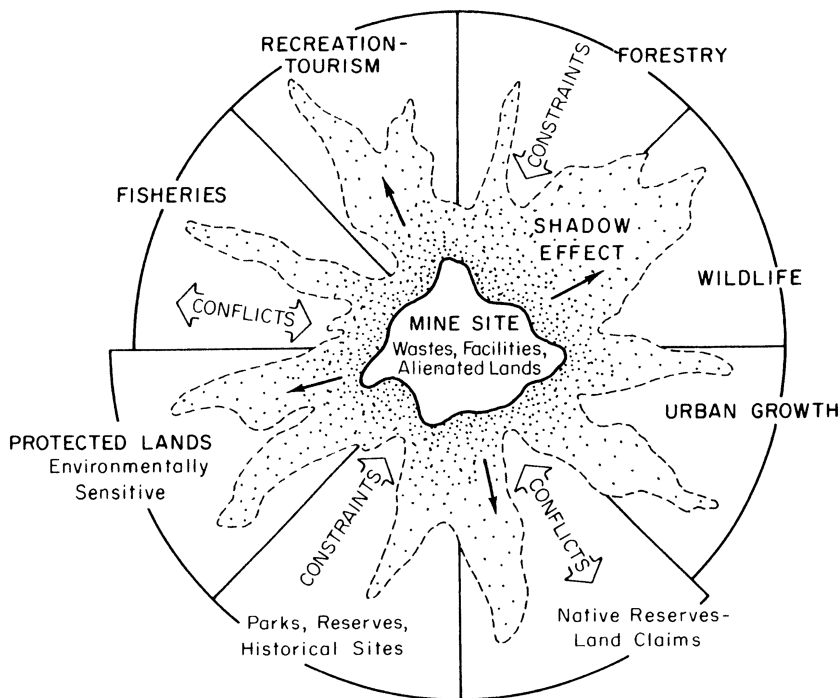 RECREATION-
TOURISM
FORESTRY
CONSTRAINTS
FISHERIES
SHADOW
EFFECT
WILDLIFE
CONFLICTS
MINE SITE
Wastes, Facilities,
Alienated Lands
URBAN GROWTH
PROTECTED LANDS
Environmentally
Sensitive
CONSTRAINTS
CONFLICTS
Parks, Reserves,
Historical Sites
Native Reserves-
Land Claims